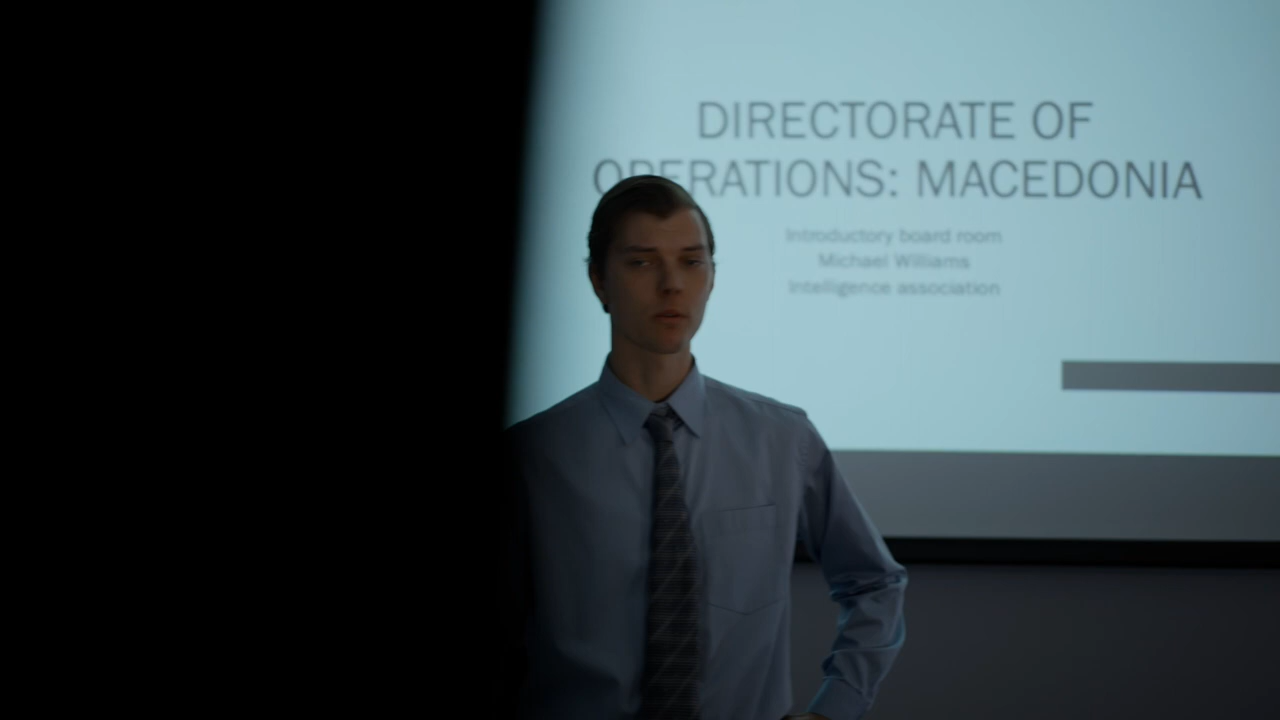 DIRECTORATE OF
OPERATIONS: MACEDONIA
Introductory board room
Michael Williams
Intelligence association